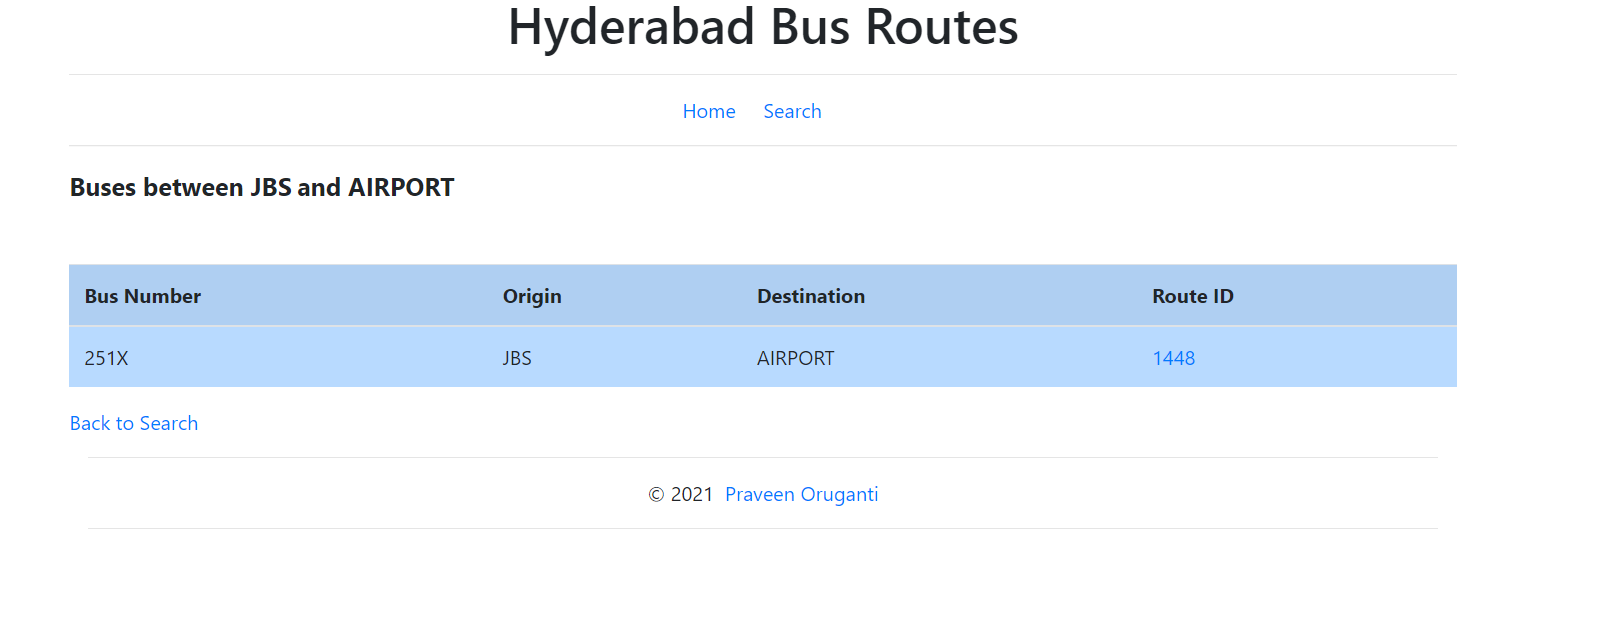 Hyderabad Bus Routes
Home Search
Buses between JBS and AIRPORT
Bus Number Origin Destination Route ID
251X JBS AIRPORT 1448
Back to Search
© 2021 Praveen Oruganti